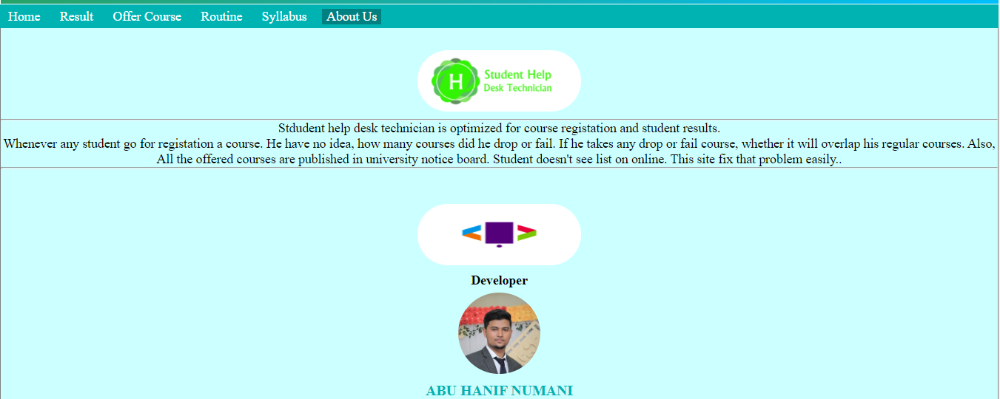 Home Result Offer Course Routine Syllabus About Us
H
Student Help
Desk Technician
Stdudent help desk technician is optimized for course registation and student results.
Whenever any student go for registation a course. He have no idea, how many courses did he drop or fail. If he takes any drop or fail course, whether it will overlap his regular courses. Also,
All the offered courses are published in university notice board. Student doesn't see list on online. This site fix that problem easily..
Developer
ABU HANIF NUMANI